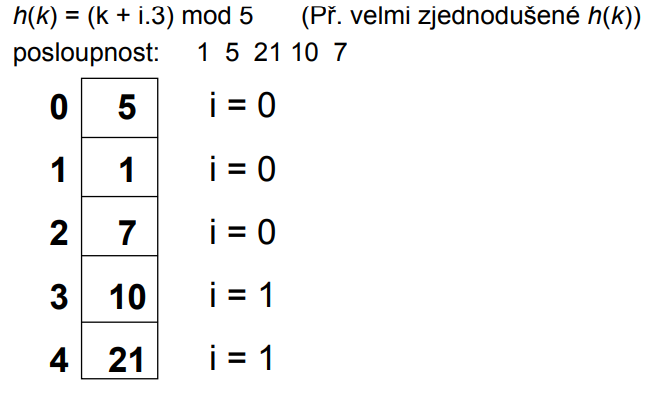 h(k) = (k + i.3) mod 5 (Př. velmi zjednodušené h(k))
posloupnost: 1 5 21 10 7
0 5 i = 0
1 1 i = 0
2 7 i = 0
3 10 i = 1
4 21 i = 1